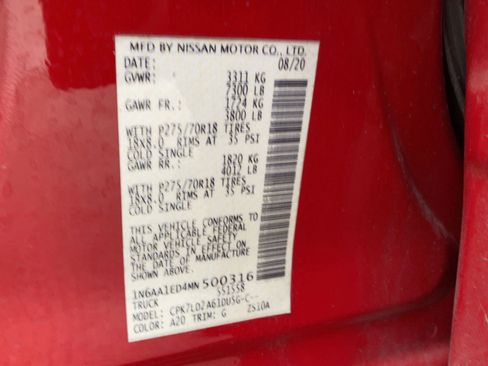 MFD BY NISSAN MOTOR CO., LTD.
DATE: 08/20
GVWR: 3311 KG
7300 LB
GAWR FR.: 1724 KG
3800 LB
WITH P275/70R18 TIRES
18X8.0 RIMS AT 35 PSI
COLD SINGLE
GAWR RR.: 1820 KG
4012 LB
WITH P275/70R18 TIRES
18X8.0 RIMS AT 35 PSI
COLD SINGLE
THIS VEHICLE CONFORMS TO
ALL APPLICABLE FEDERAL
MOTOR VEHICLE SAFETY
STANDARDS IN EFFECT ON
THE DATE OF MANUFACTURE
SHOWN ABOVE.
1N6AA1ED4MN500316
TRUCK 551558
MODEL: CPK7LD2A61DUSG-C--
COLOR: A20 TRIM: G ZS10A